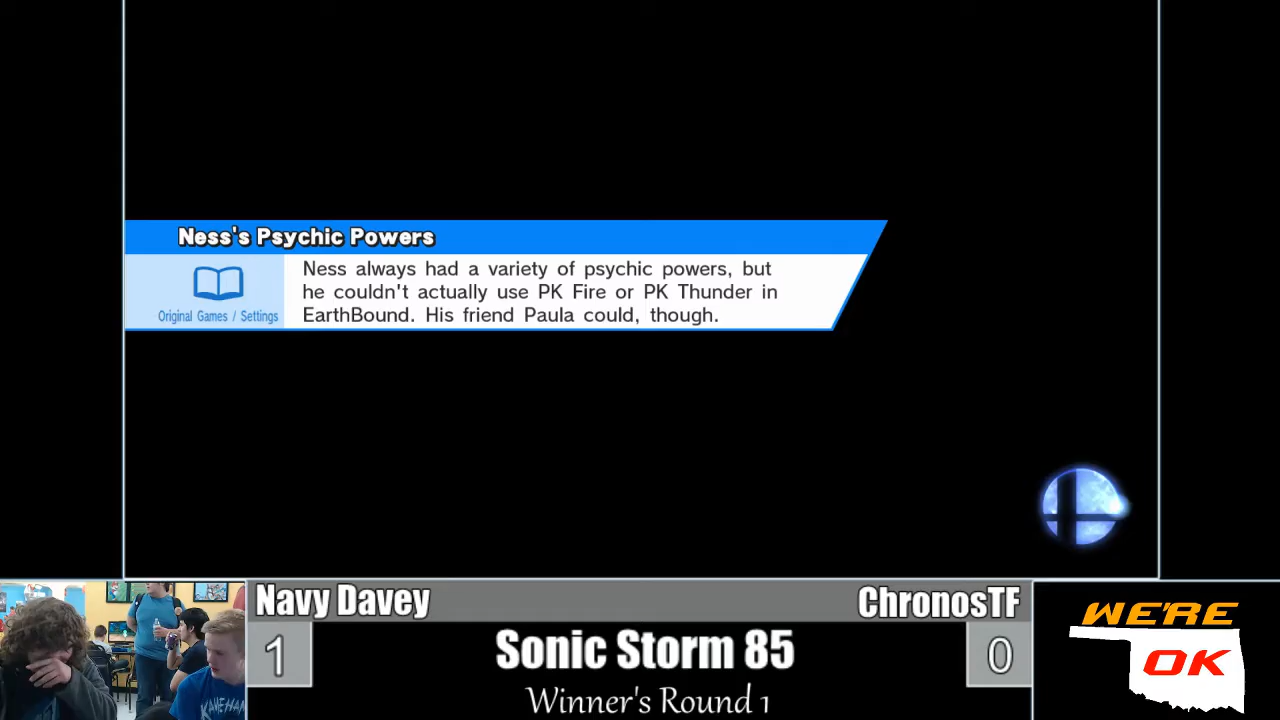 Ness's Psychic Powers
Ness always had a variety of psychic powers, but
he couldn't actually use PK Fire or PK Thunder in
EarthBound. His friend Paula could, though.
Original Games / Settings
Navy Davey
ChronosTF
1
Sonic Storm 85
0
Winner's Round 1
WE'RE
OK